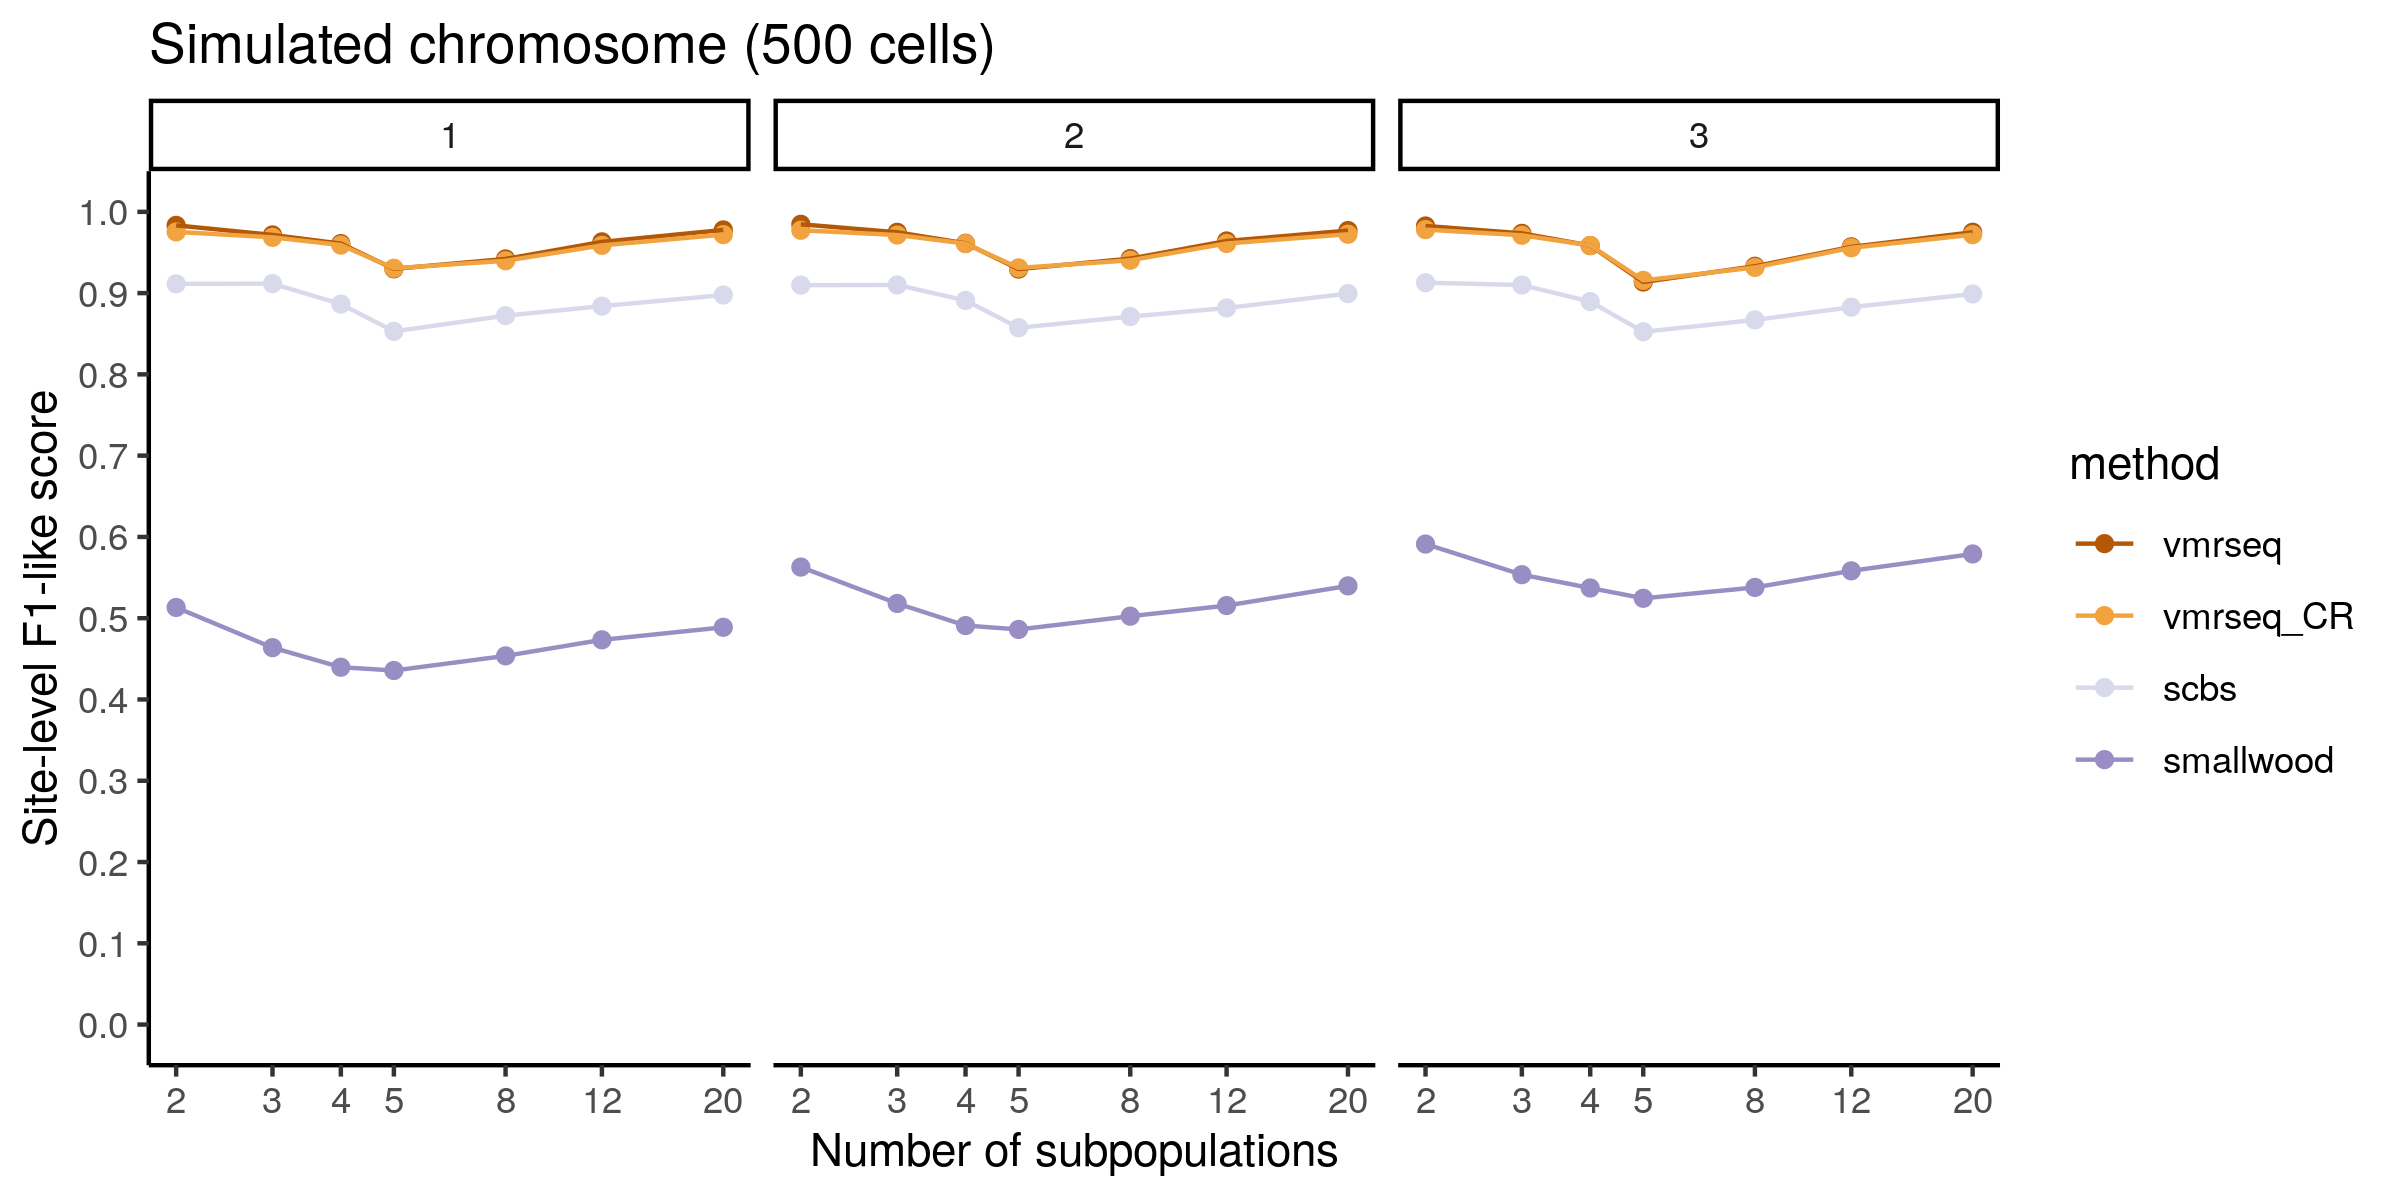 Simulated chromosome (500 cells)
1 2 3
1.0
0.9
0.8
0.7
0.6
0.5
0.4
0.3
0.2
0.1
0.0
Site-level F1-like score
2 3 4 5 8 12 20 2 3 4 5 8 12 20 2 3 4 5 8 12 20
Number of subpopulations
method
vmrseq
vmrseq_CR
scbs
smallwood